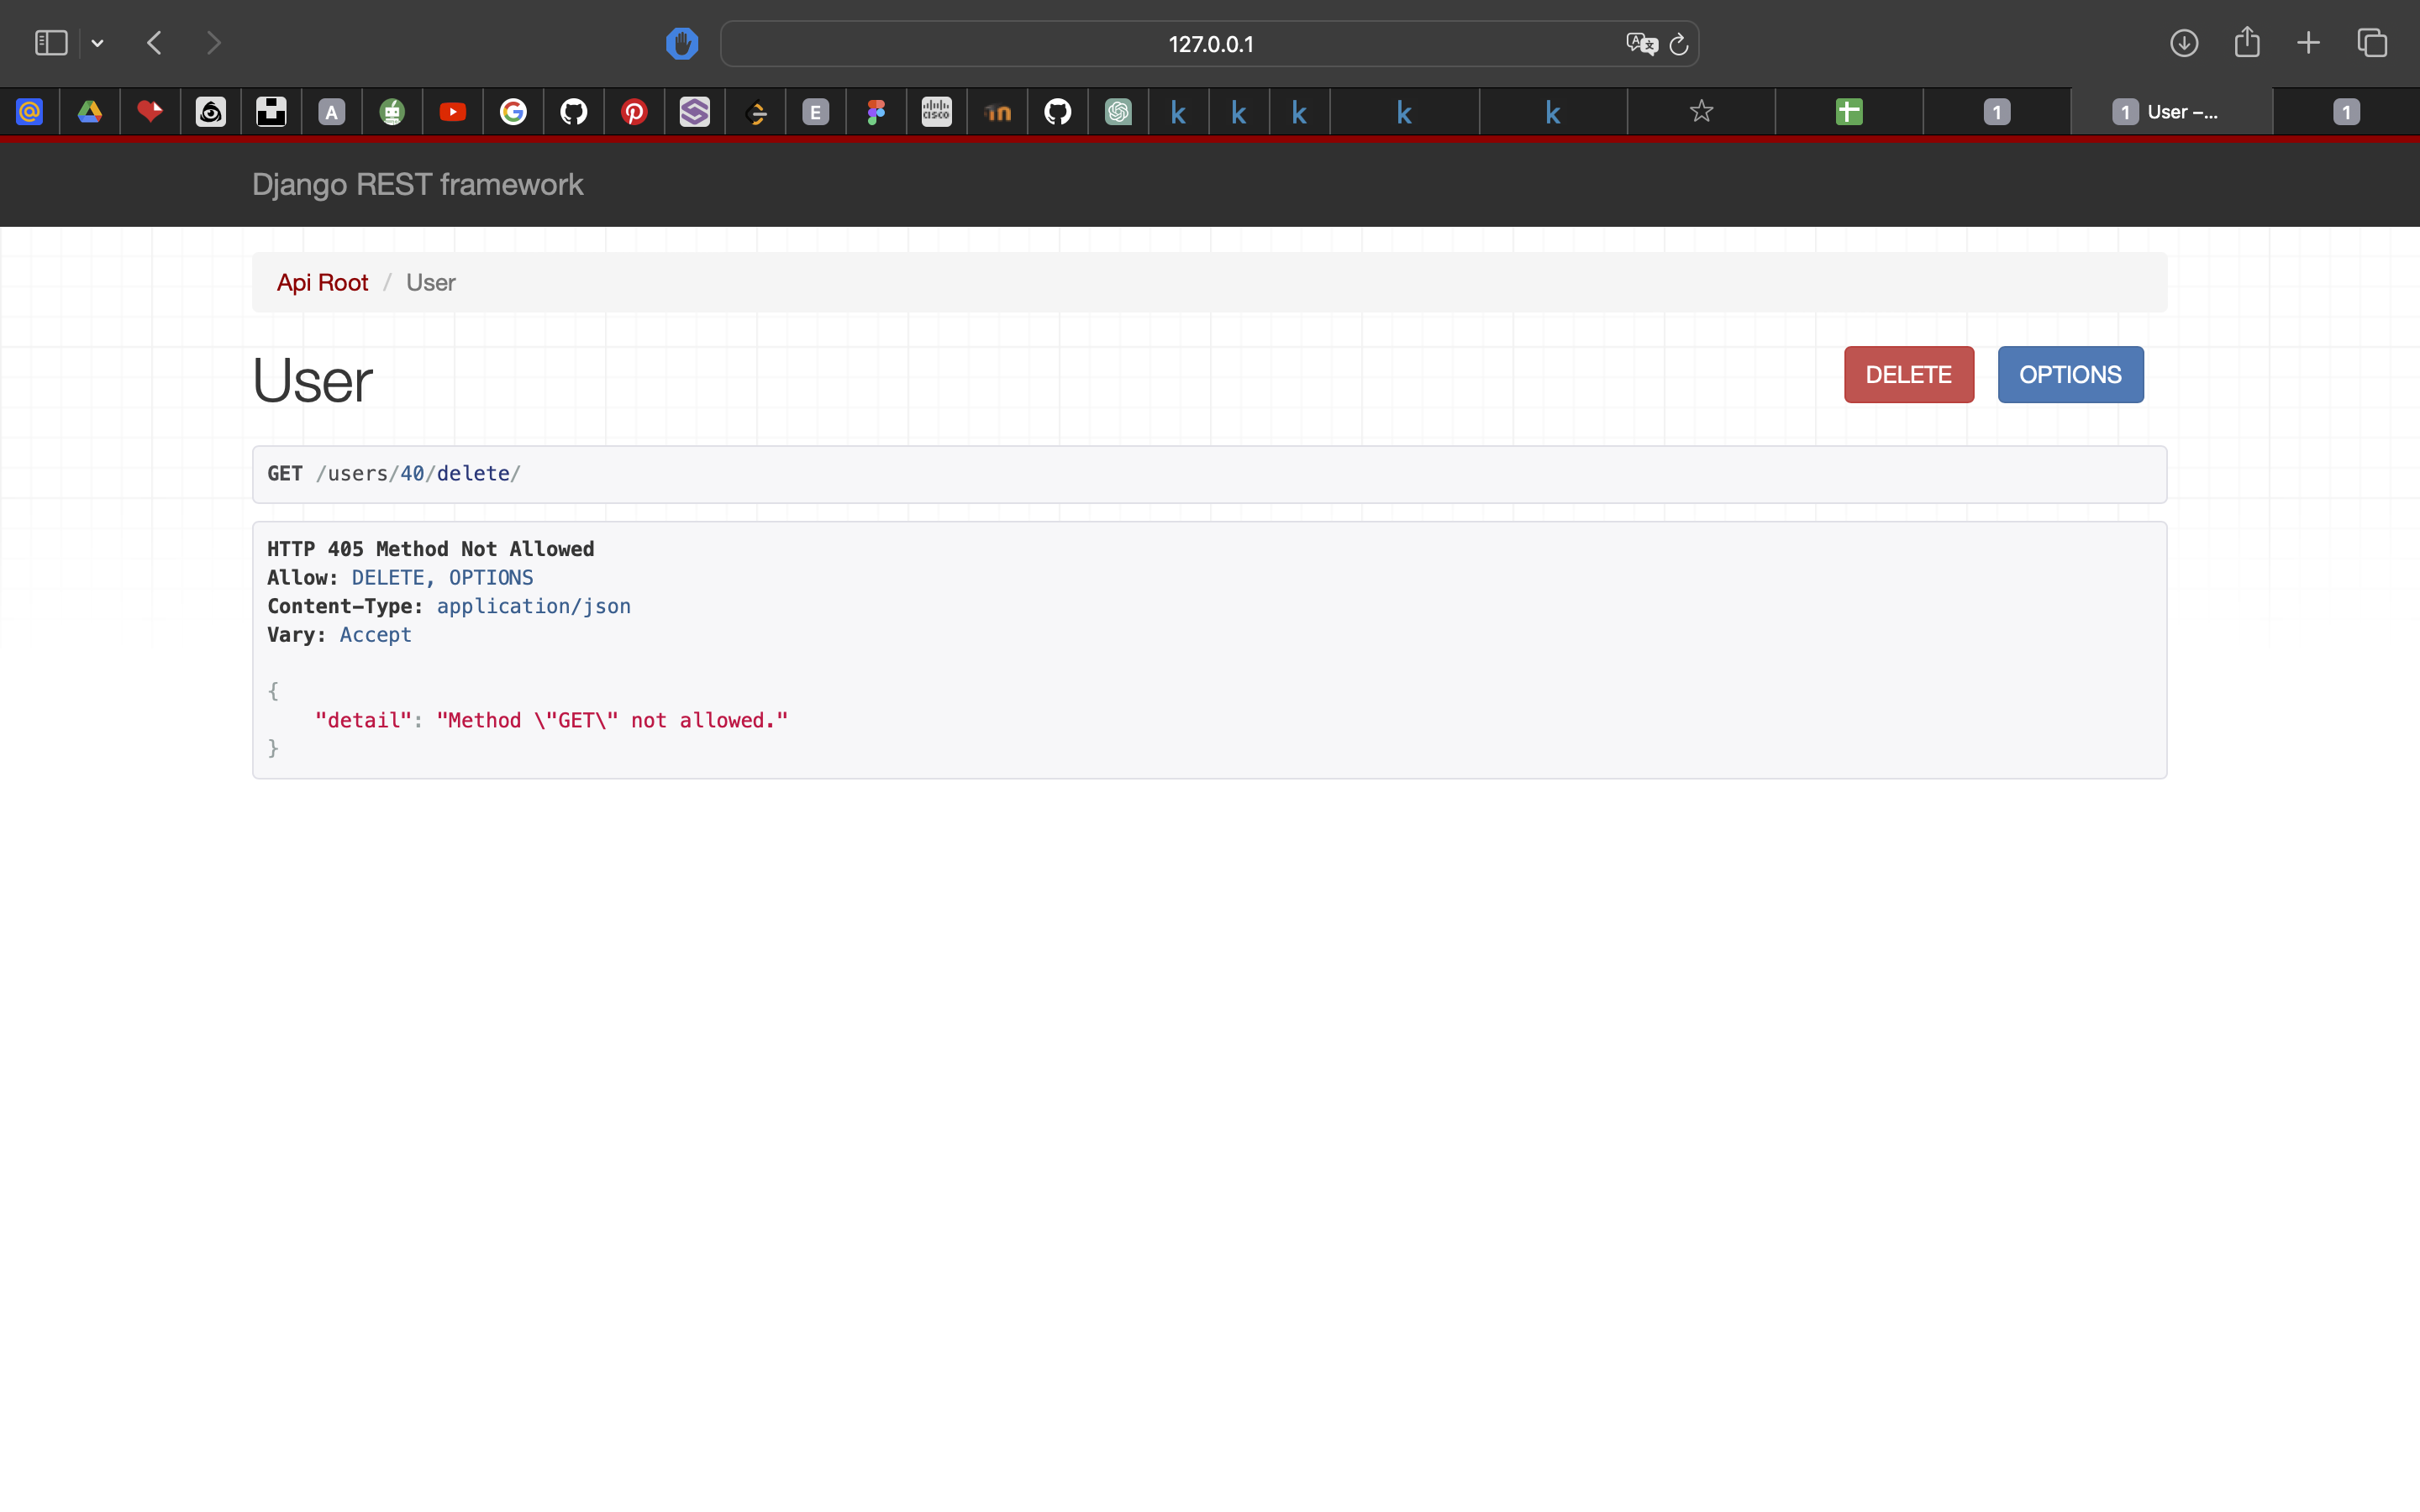 127.0.0.1
A
E
CISCO
k
k
k
k
k
1
1 User –...
1
Django REST framework
Api Root / User
User
DELETE
OPTIONS
GET /users/40/delete/
HTTP 405 Method Not Allowed
Allow: DELETE, OPTIONS
Content-Type: application/json
Vary: Accept
{
"detail": "Method \"GET\" not allowed."
}